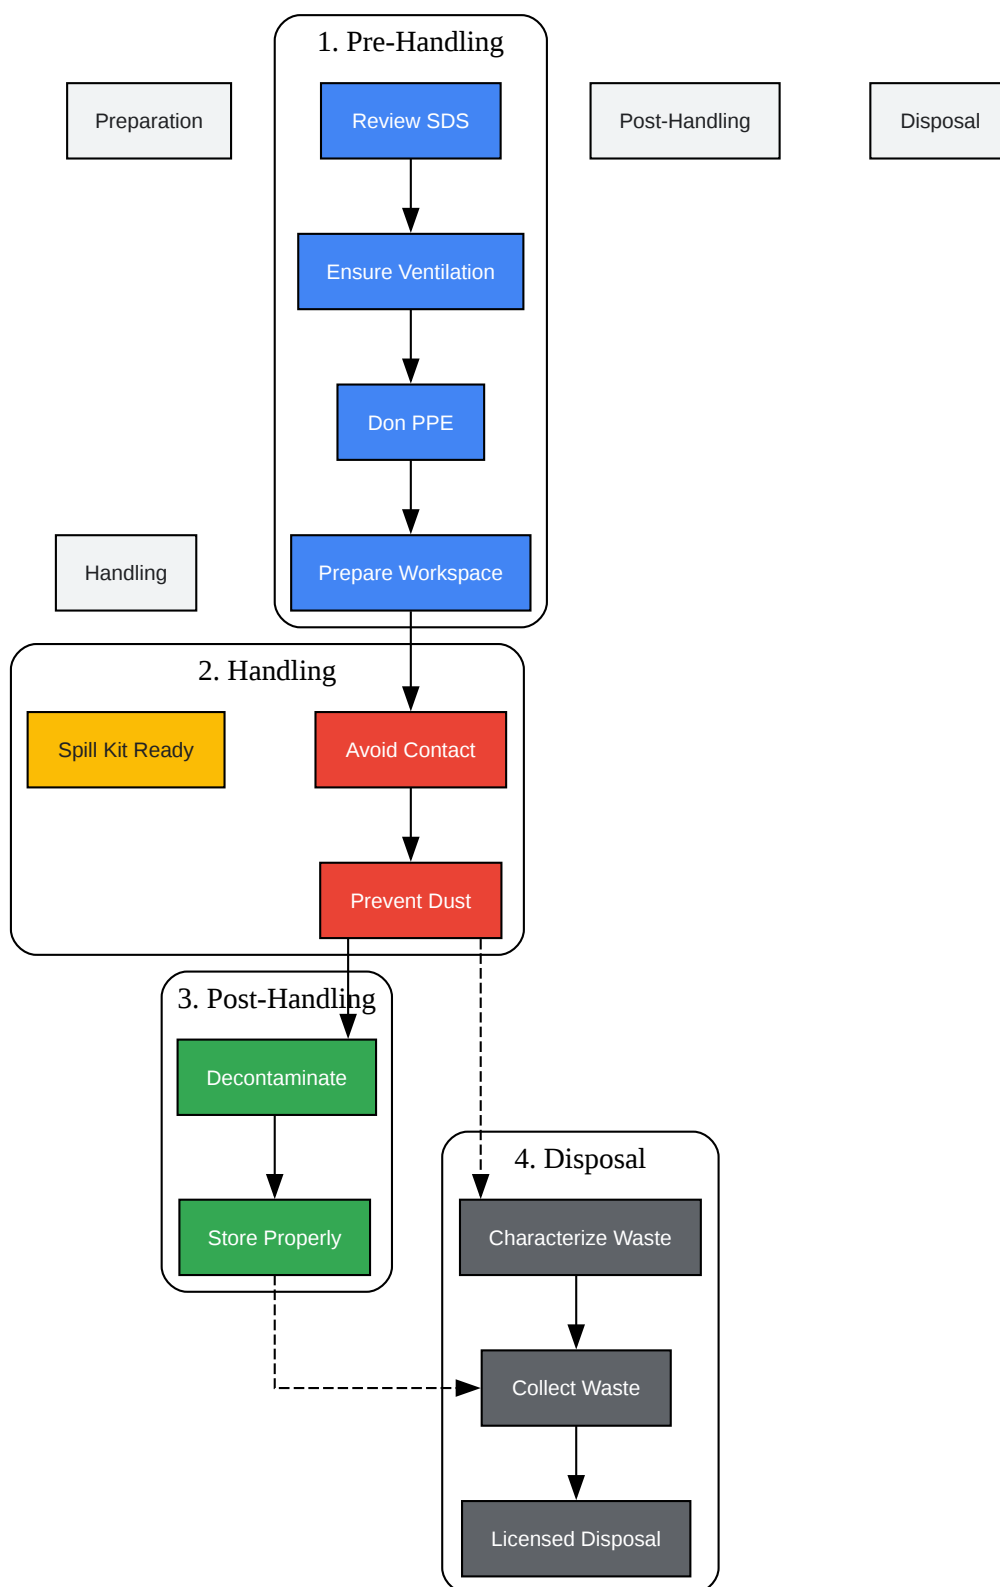 1. Pre-Handling
Preparation
Review SDS
Post-Handling
Disposal
Ensure Ventilation
Don PPE
Handling
Prepare Workspace
2. Handling
Spill Kit Ready
Avoid Contact
Prevent Dust
3. Post-Handling
Decontaminate
4. Disposal
Store Properly
Characterize Waste
Collect Waste
Licensed Disposal